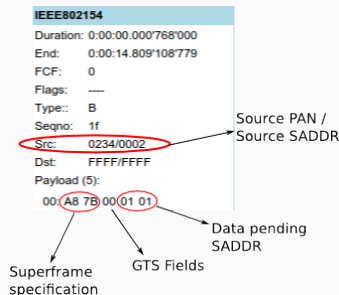 IEEE802154
Duration: 0:00:00.000'768'000
End: 0:00:14.809'108'779
FCF: 0
Flags: ----
Type:: B
Seqno: 1f
Src: 0234/0002
Dst: FFFF/FFFF
Payload (5):
00: A8 7B 00 01 01
Source PAN /
Source SADDR
Data pending
SADDR
GTS Fields
Superframe
specification